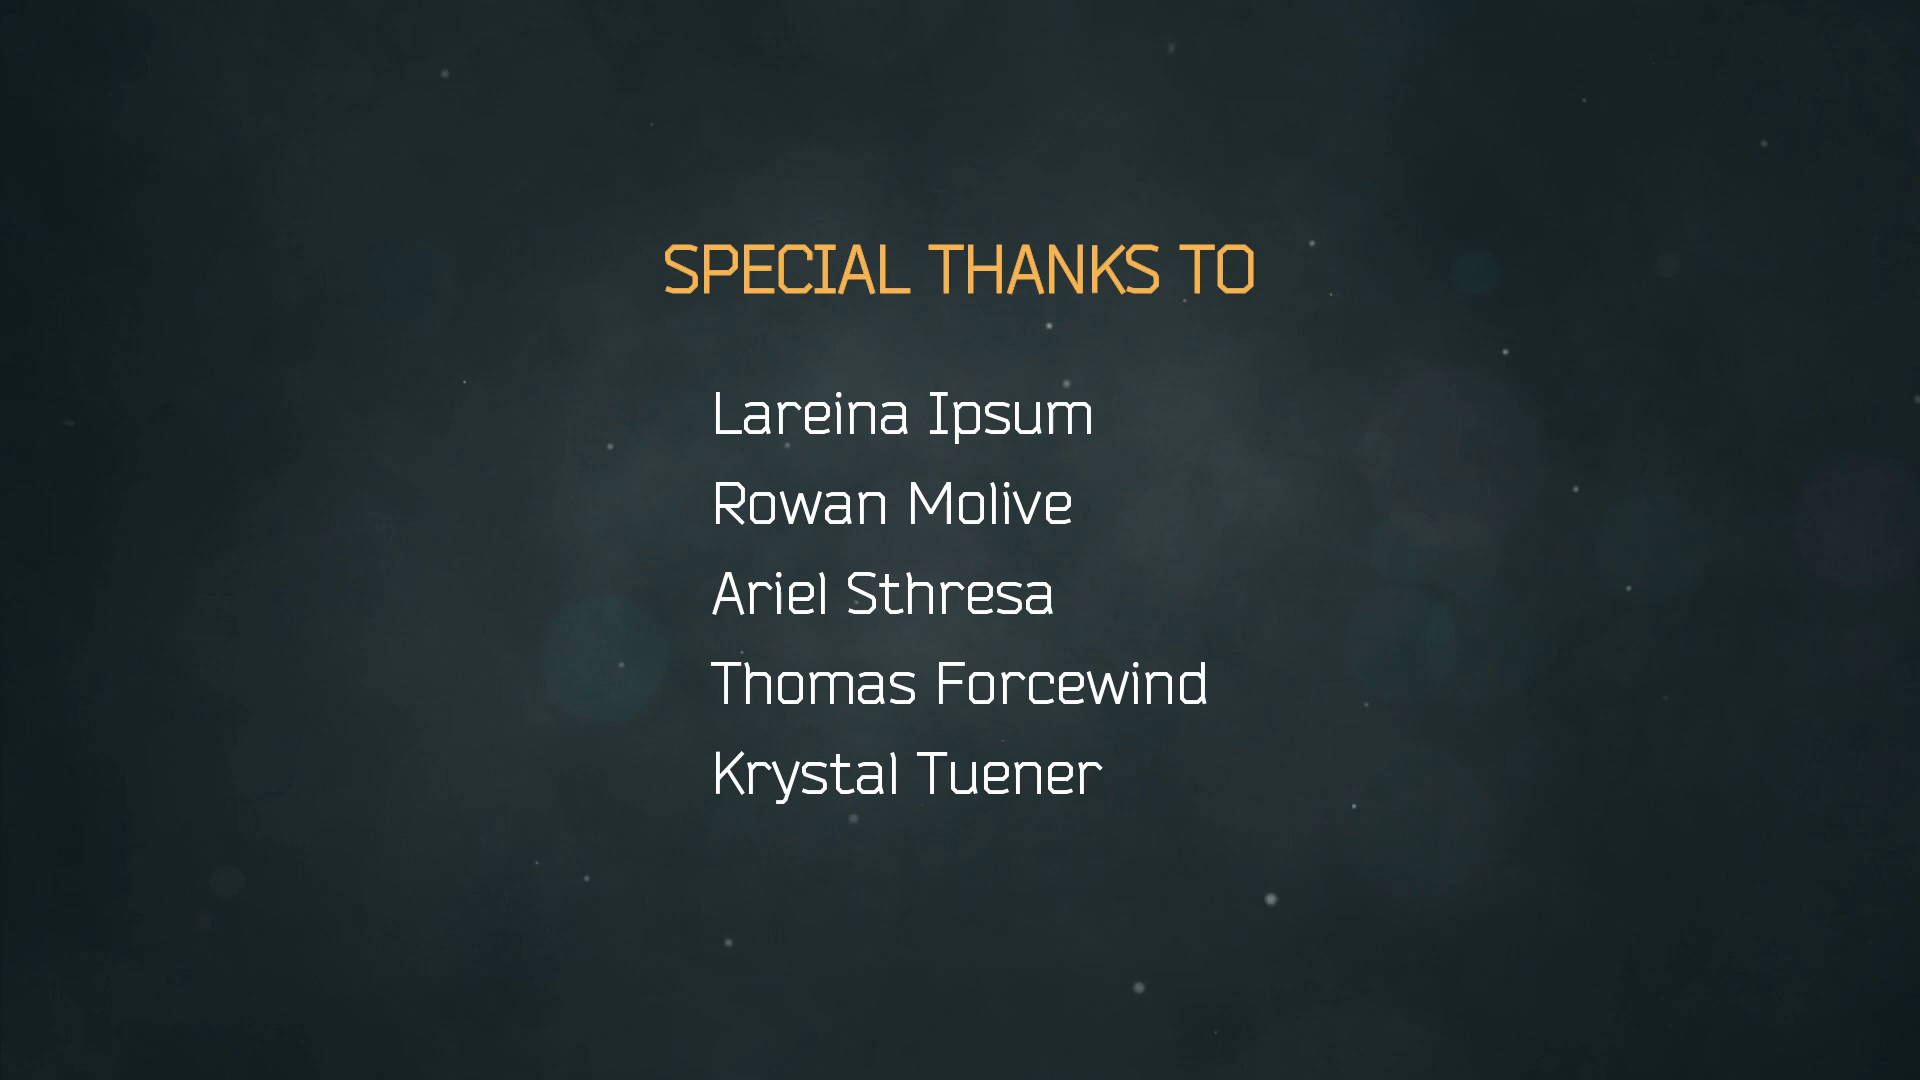 SPECIAL THANKS TO
Lareina Ipsum
Rowan Molive
Ariel Sthresa
Thomas Forcewind
Krystal Tuener